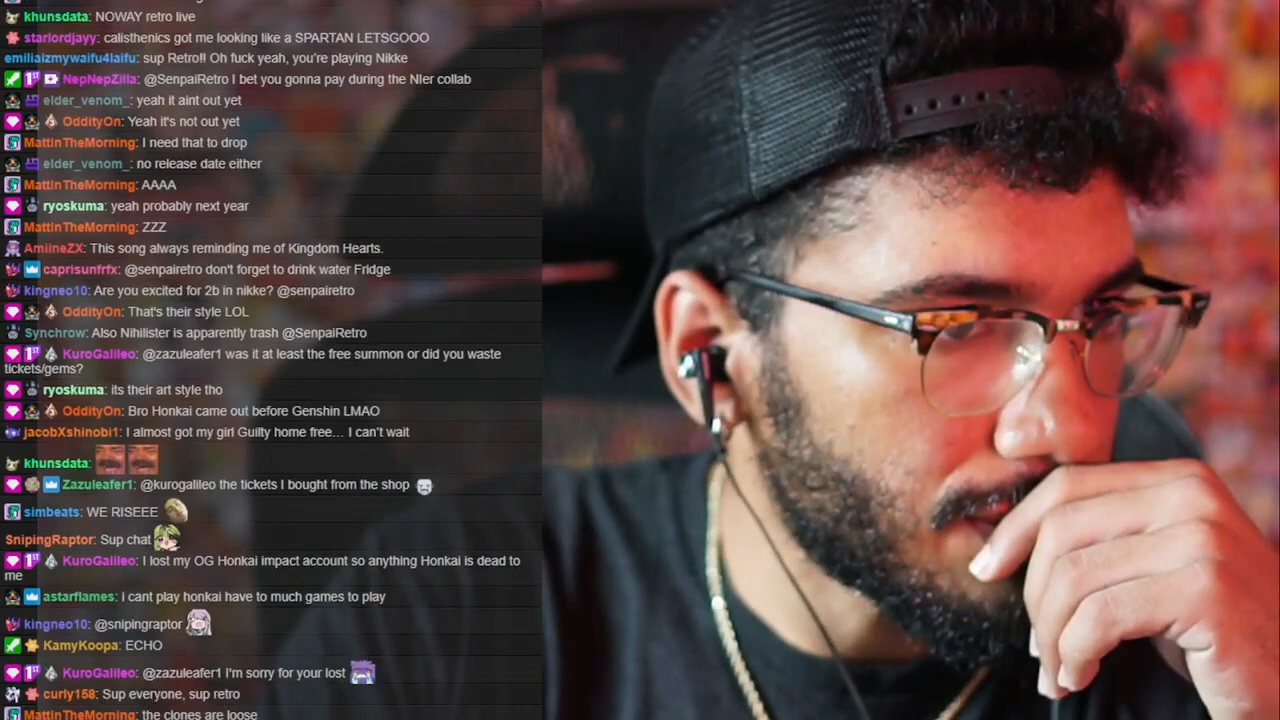 khunsdata: NOWAY retro live
starlordjayy: calisthenics got me looking like a SPARTAN LETSGOOO
emiliaizmywaifu4laifu: sup Retro!! Oh fuck yeah, you're playing Nikke
NepNepZilla: @SenpaiRetro I bet you gonna pay during the NIer collab
elder_venom_: yeah it aint out yet
OddityOn: Yeah it's not out yet
MattInTheMorning: I need that to drop
elder_venom_: no release date either
MattInTheMorning: AAAA
ryoskuma: yeah probably next year
MattInTheMorning: ZZZ
AmiineZX: This song always reminding me of Kingdom Hearts.
caprisunfrfx: @senpairetro don't forget to drink water Fridge
kingneo10: Are you excited for 2b in nikke? @senpairetro
OddityOn: That's their style LOL
Synchrow: Also Nihilister is apparently trash @SenpaiRetro
KuroGalileo: @zazuleafer1 was it at least the free summon or did you waste
tickets/gems?
ryoskuma: its their art style tho
OddityOn: Bro Honkai came out before Genshin LMAO
jacobXshinobi1: I almost got my girl Guilty home free... I can't wait
khunsdata:
Zazuleafer1: @kurogalileo the tickets I bought from the shop
simbeats: WE RISEEE
SnipingRaptor: Sup chat
KuroGalileo: I lost my OG Honkai impact account so anything Honkai is dead to
me
astarflames: i cant play honkai have to much games to play
kingneo10: @snipingraptor
KamyKoopa: ECHO
KuroGalileo: @zazuleafer1 I'm sorry for your lost
curly158: Sup everyone, sup retro
MattInTheMorning: the clones are loose